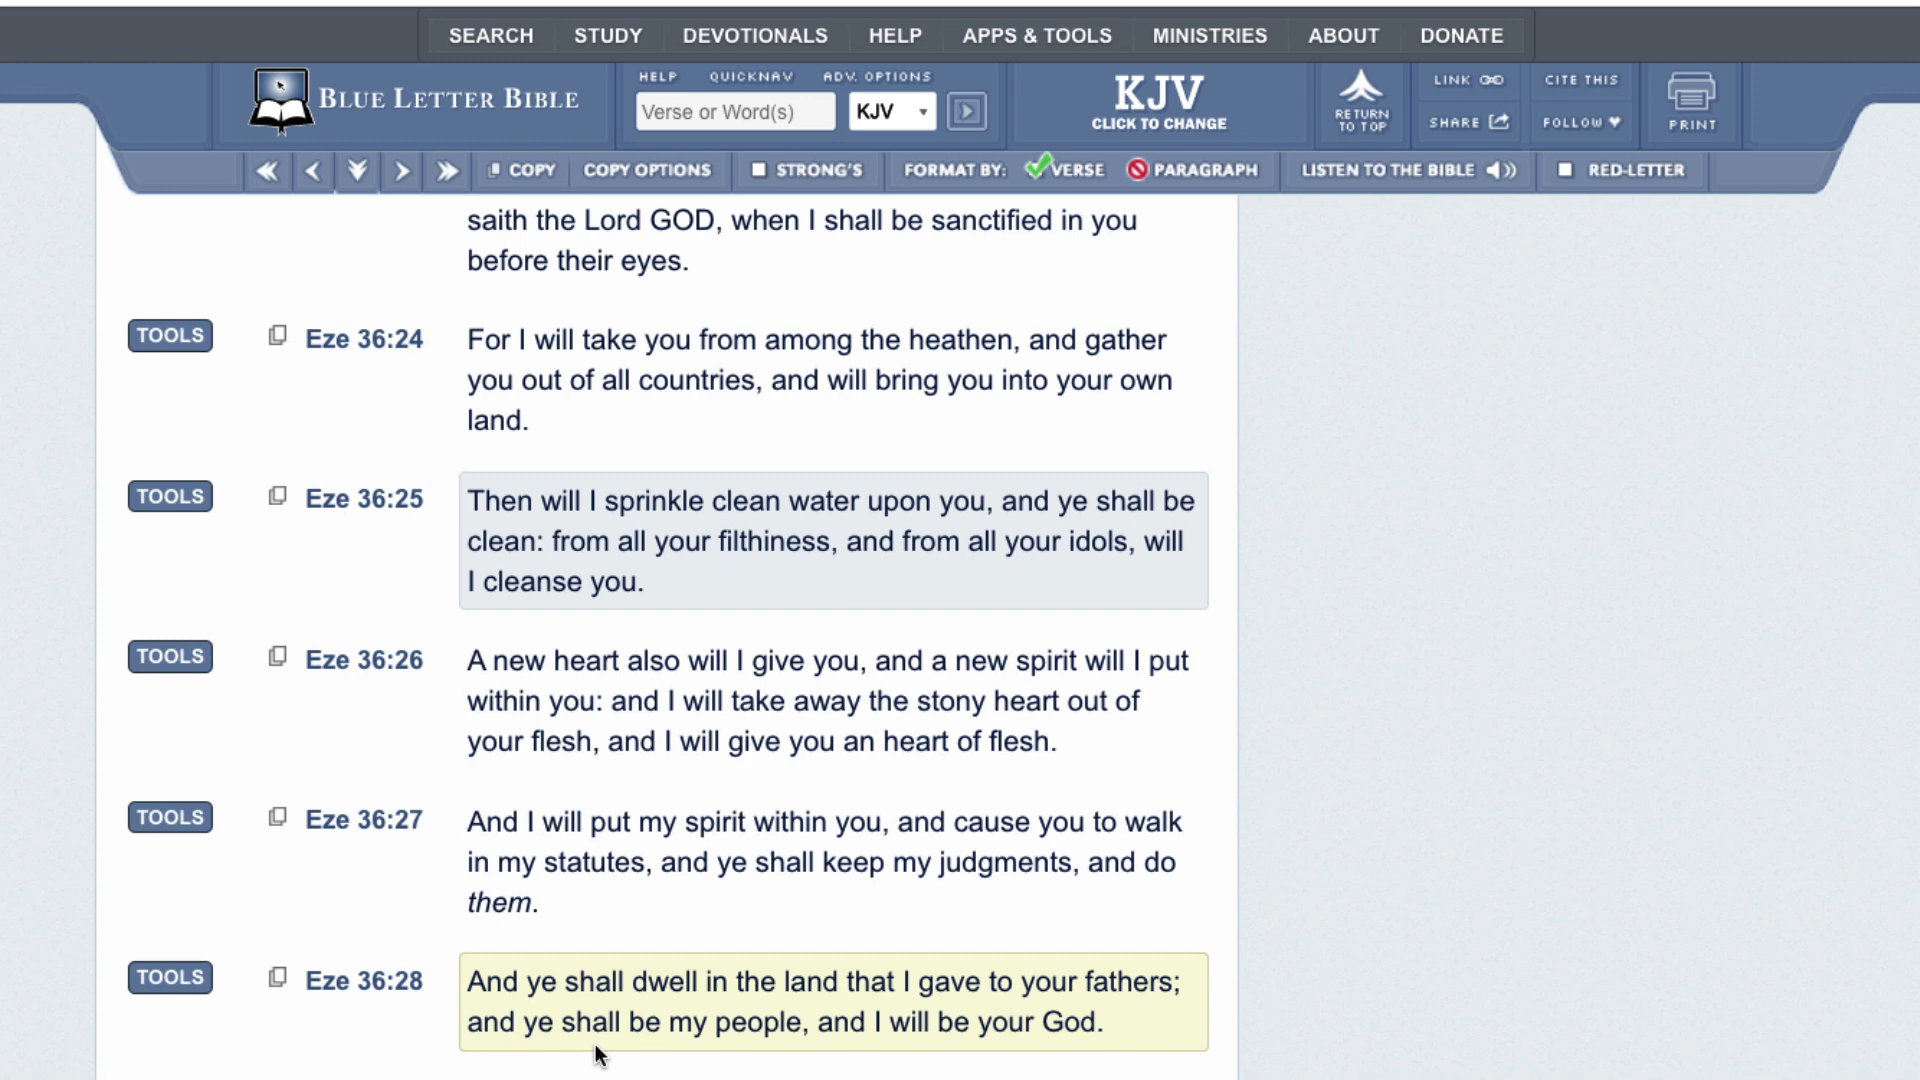 SEARCH STUDY DEVOTIONALS HELP APPS & TOOLS MINISTRIES ABOUT DONATE
BLUE LETTER BIBLE
HELP QUICKNAV ADV. OPTIONS
Verse or Word(s) KJV
KJV
CLICK TO CHANGE
RETURN
TO TOP
LINK
SHARE
CITE THIS
FOLLOW
PRINT
COPY COPY OPTIONS STRONG'S FORMAT BY: VERSE PARAGRAPH LISTEN TO THE BIBLE RED-LETTER
saith the Lord GOD, when I shall be sanctified in you
before their eyes.
TOOLS Eze 36:24 For I will take you from among the heathen, and gather
you out of all countries, and will bring you into your own
land.
TOOLS Eze 36:25 Then will I sprinkle clean water upon you, and ye shall be
clean: from all your filthiness, and from all your idols, will
I cleanse you.
TOOLS Eze 36:26 A new heart also will I give you, and a new spirit will I put
within you: and I will take away the stony heart out of
your flesh, and I will give you an heart of flesh.
TOOLS Eze 36:27 And I will put my spirit within you, and cause you to walk
in my statutes, and ye shall keep my judgments, and do
them.
TOOLS Eze 36:28 And ye shall dwell in the land that I gave to your fathers;
and ye shall be my people, and I will be your God.